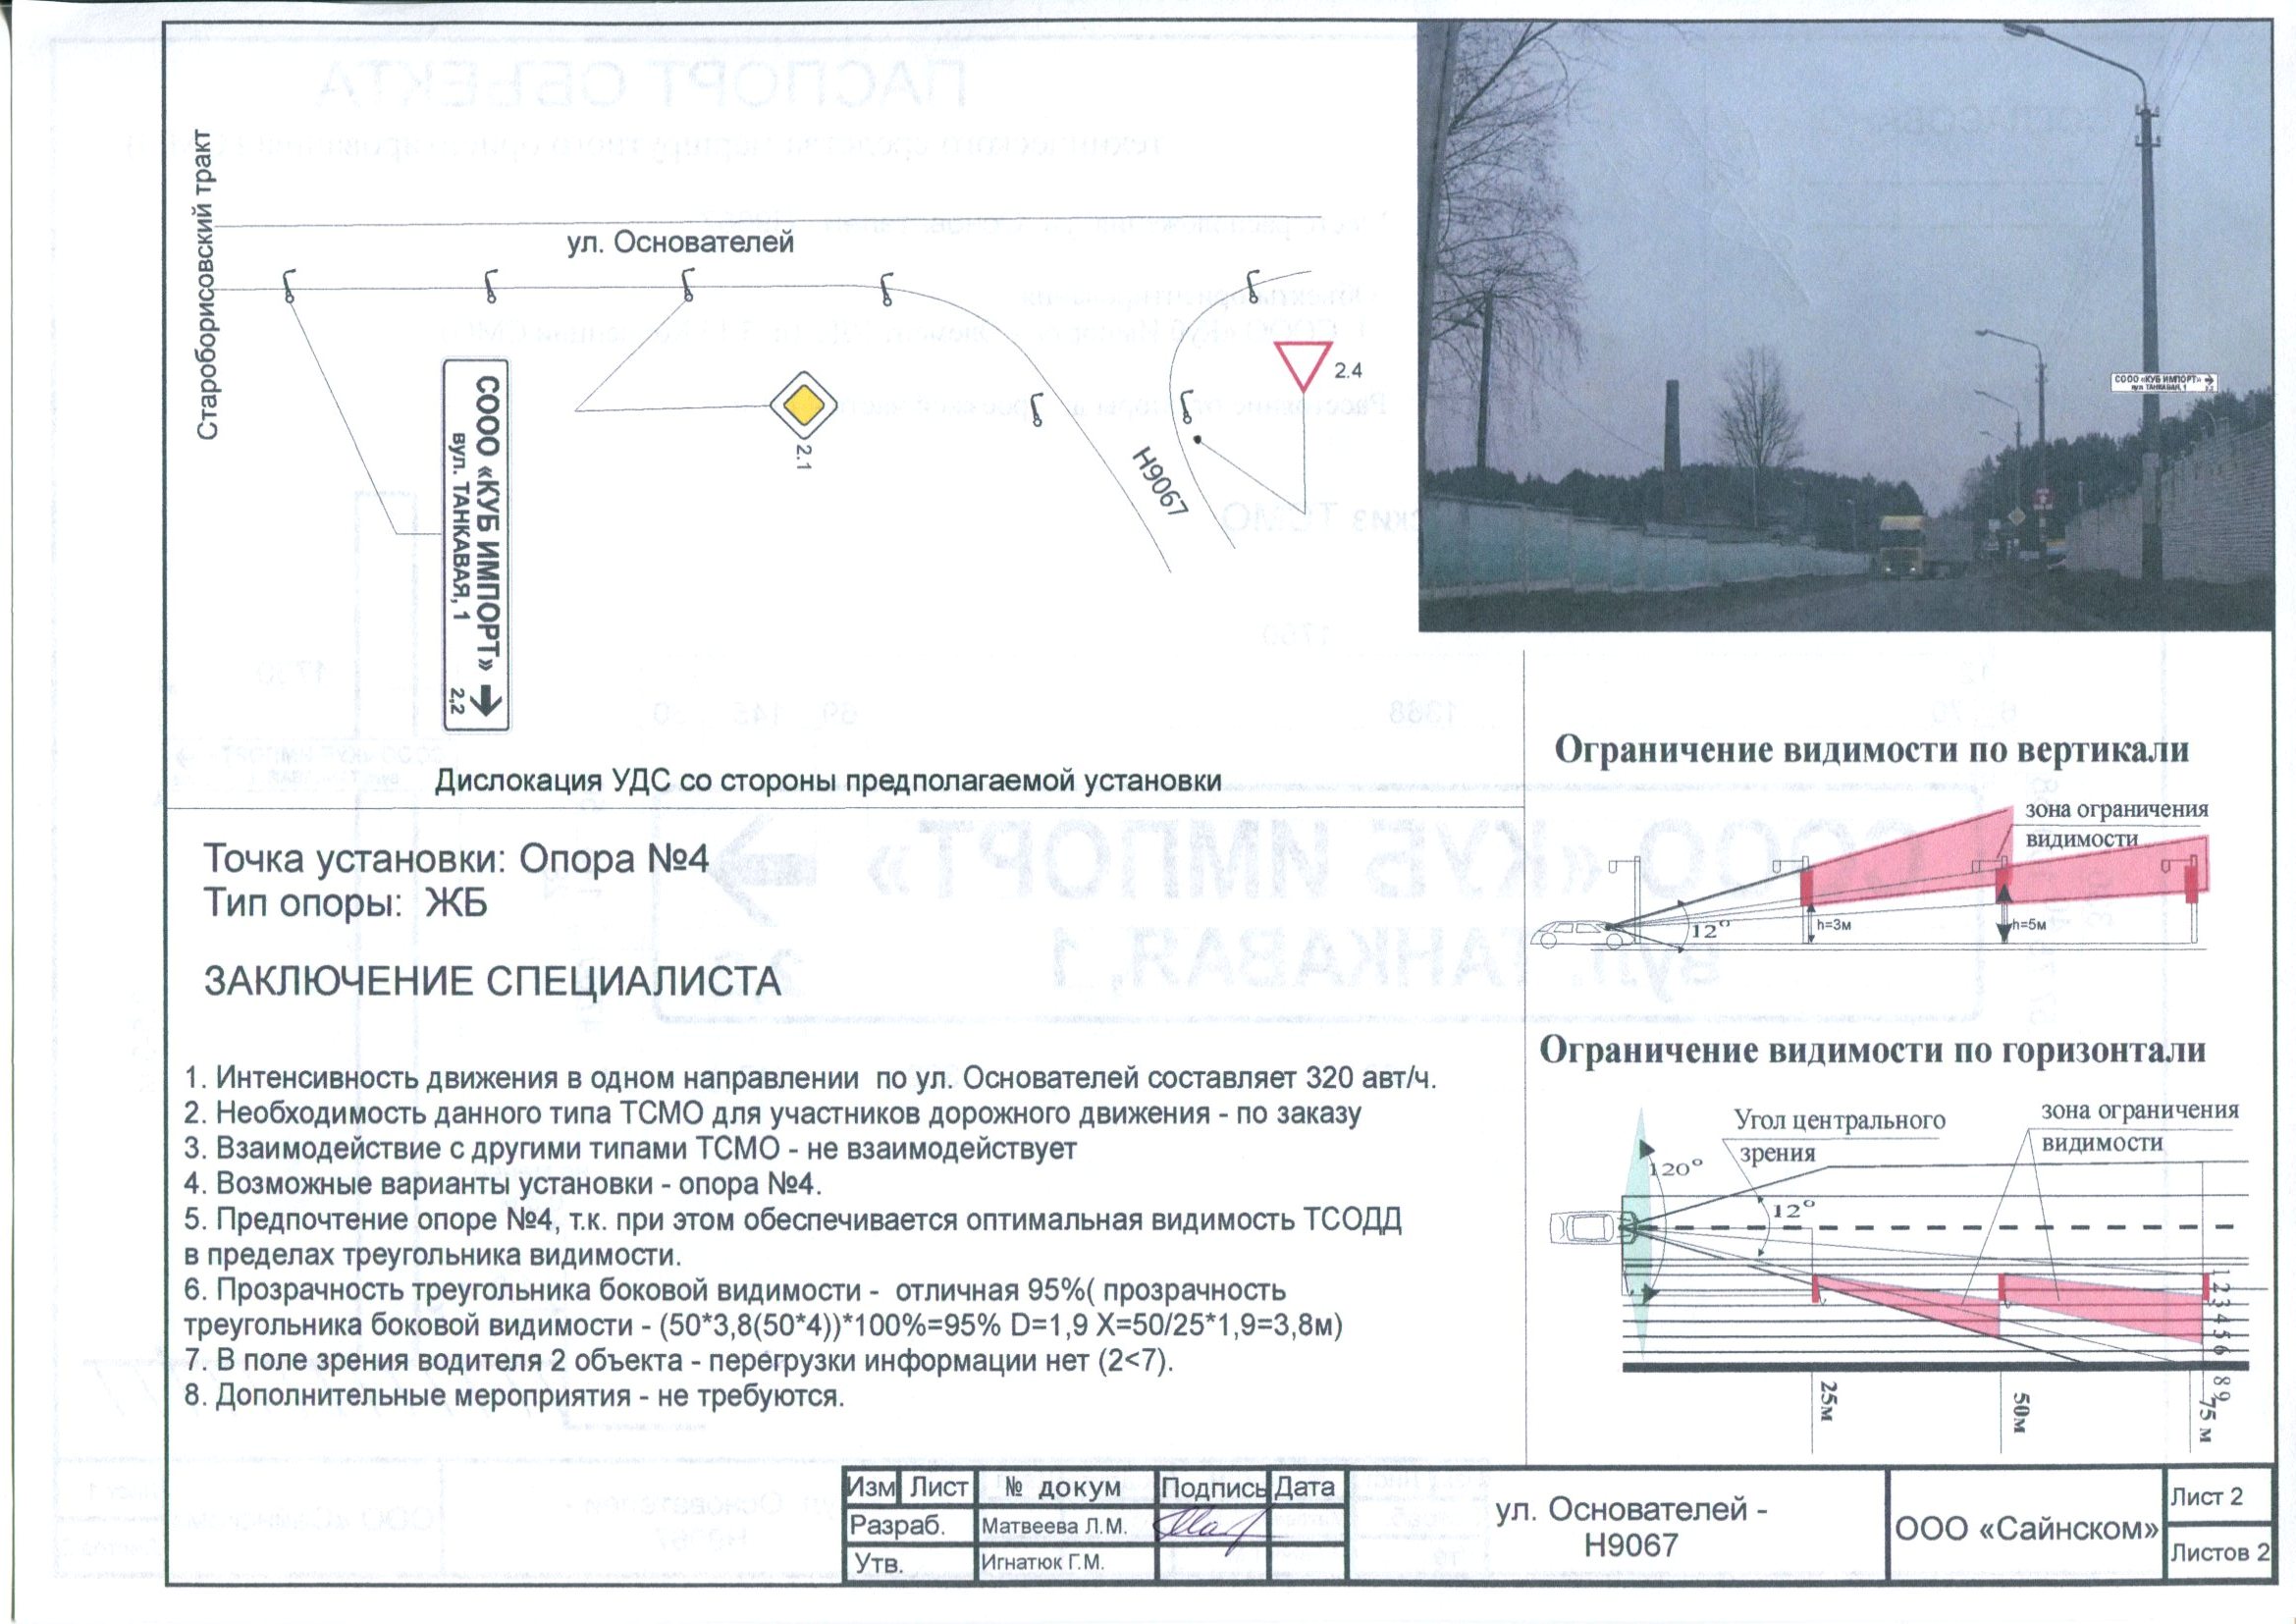 Староборисовский тракт
ул. Основателей
СООО «КУБ ИМПОРТ»
вул. ТАНКАВАЯ, 1
2,2
2.1
2.4
Н9067
Дислокация УДС со стороны предполагаемой установки
СООО «КУБ ИМПОРТ»
вул. ТАНКАВАЯ, 1
2,2
Точка установки: Опора №4
Тип опоры: ЖБ
ЗАКЛЮЧЕНИЕ СПЕЦИАЛИСТА
1. Интенсивность движения в одном направлении по ул. Основателей составляет 320 авт/ч.
2. Необходимость данного типа ТСМО для участников дорожного движения - по заказу
3. Взаимодействие с другими типами ТСМО - не взаимодействует
4. Возможные варианты установки - опора №4.
5. Предпочтение опоре №4, т.к. при этом обеспечивается оптимальная видимость ТСОДД
в пределах треугольника видимости.
6. Прозрачность треугольника боковой видимости - отличная 95%( прозрачность
треугольника боковой видимости - (50*3,8(50*4))*100%=95% D=1,9 X=50/25*1,9=3,8м)
7. В поле зрения водителя 2 объекта - перегрузки информации нет (2<7).
8. Дополнительные мероприятия - не требуются.
Ограничение видимости по вертикали
зона ограничения
видимости
12°
h=3м
h=5м
Ограничение видимости по горизонтали
Угол центрального
зрения
зона ограничения
видимости
120°
12°
1 2 3 4 5 6
8 9
25м
50м
75 м
Изм Лист № докум Подпись Дата
Разраб. Матвеева Л.М.
Утв. Игнатюк Г.М.
ул. Основателей -
Н9067
ООО «Сайнском»
Лист 2
Листов 2